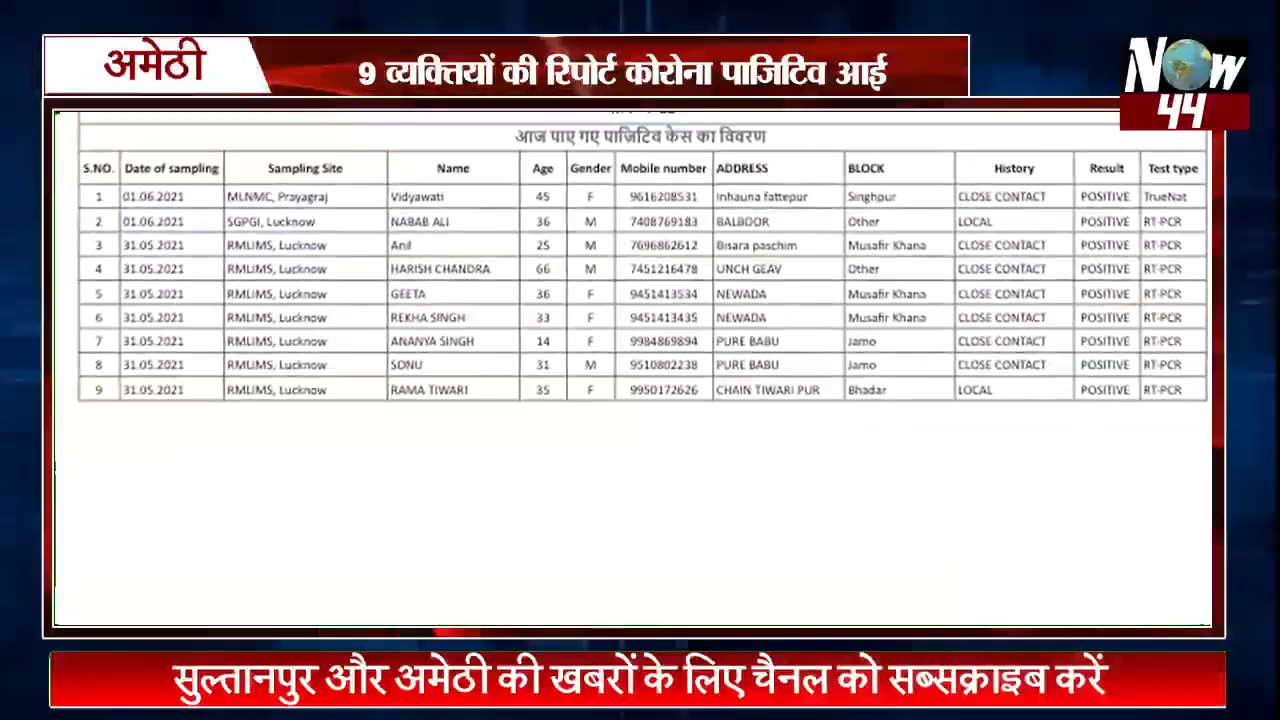 अमेठी
9 व्यक्तियों की रिपोर्ट कोरोना पाजिटिव आई
NOW
44
आज पाए गए पाज़िटिव केस का विवरण
S.NO. Date of sampling Sampling Site Name Age Gender Mobile number ADDRESS BLOCK History Result Test type
1 01.06.2021 MLNMC, Prayagraj Vidyawati 45 F 9616208531 Inhauna fattepur Singhpur CLOSE CONTACT POSITIVE TrueNat
2 01.06.2021 SGPGI, Lucknow NABAB ALI 36 M 7408769183 BALBOOR Other LOCAL POSITIVE RT-PCR
3 31.05.2021 RMLIMS, Lucknow Anil 25 M 7696862612 Bisara paschim Musafir Khana CLOSE CONTACT POSITIVE RT-PCR
4 31.05.2021 RMLIMS, Lucknow HARISH CHANDRA 66 M 7451216478 UNCH GEAV Other CLOSE CONTACT POSITIVE RT-PCR
5 31.05.2021 RMLIMS, Lucknow GEETA 36 F 9451413534 NEWADA Musafir Khana CLOSE CONTACT POSITIVE RT-PCR
6 31.05.2021 RMLIMS, Lucknow REKHA SINGH 33 F 9451413435 NEWADA Musafir Khana CLOSE CONTACT POSITIVE RT-PCR
7 31.05.2021 RMLIMS, Lucknow ANANYA SINGH 14 F 9984869894 PURE BABU Jamo CLOSE CONTACT POSITIVE RT-PCR
8 31.05.2021 RMLIMS, Lucknow SONU 31 M 9510802238 PURE BABU Jamo CLOSE CONTACT POSITIVE RT-PCR
9 31.05.2021 RMLIMS, Lucknow RAMA TIWARI 35 F 9950172626 CHAIN TIWARI PUR Bhadar LOCAL POSITIVE RT-PCR
सुल्तानपुर और अमेठी की खबरों के लिए चैनल को सब्सक्राइब करें